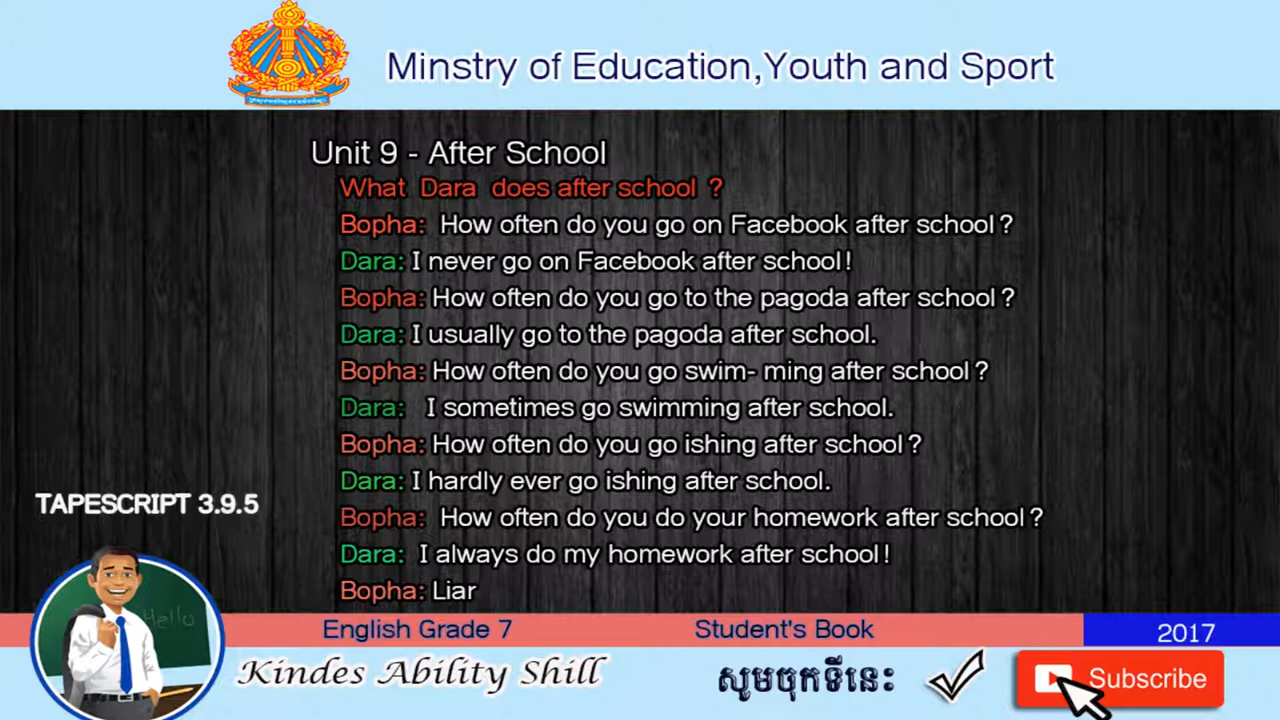 Minstry of Education,Youth and Sport
Unit 9 - After School
What Dara does after school ?
Bopha: How often do you go on Facebook after school?
Dara: I never go on Facebook after school!
Bopha: How often do you go to the pagoda after school?
Dara: I usually go to the pagoda after school.
Bopha: How often do you go swim- ming after school?
Dara: I sometimes go swimming after school.
Bopha: How often do you go ishing after school?
Dara: I hardly ever go ishing after school.
TAPESCRIPT 3.9.5
Bopha: How often do you do your homework after school?
Dara: I always do my homework after school!
Bopha: Liar
Hello
English Grade 7
Student's Book
2017
Kindes Ability Shill
សូមចុកទីនេះ
Subscribe